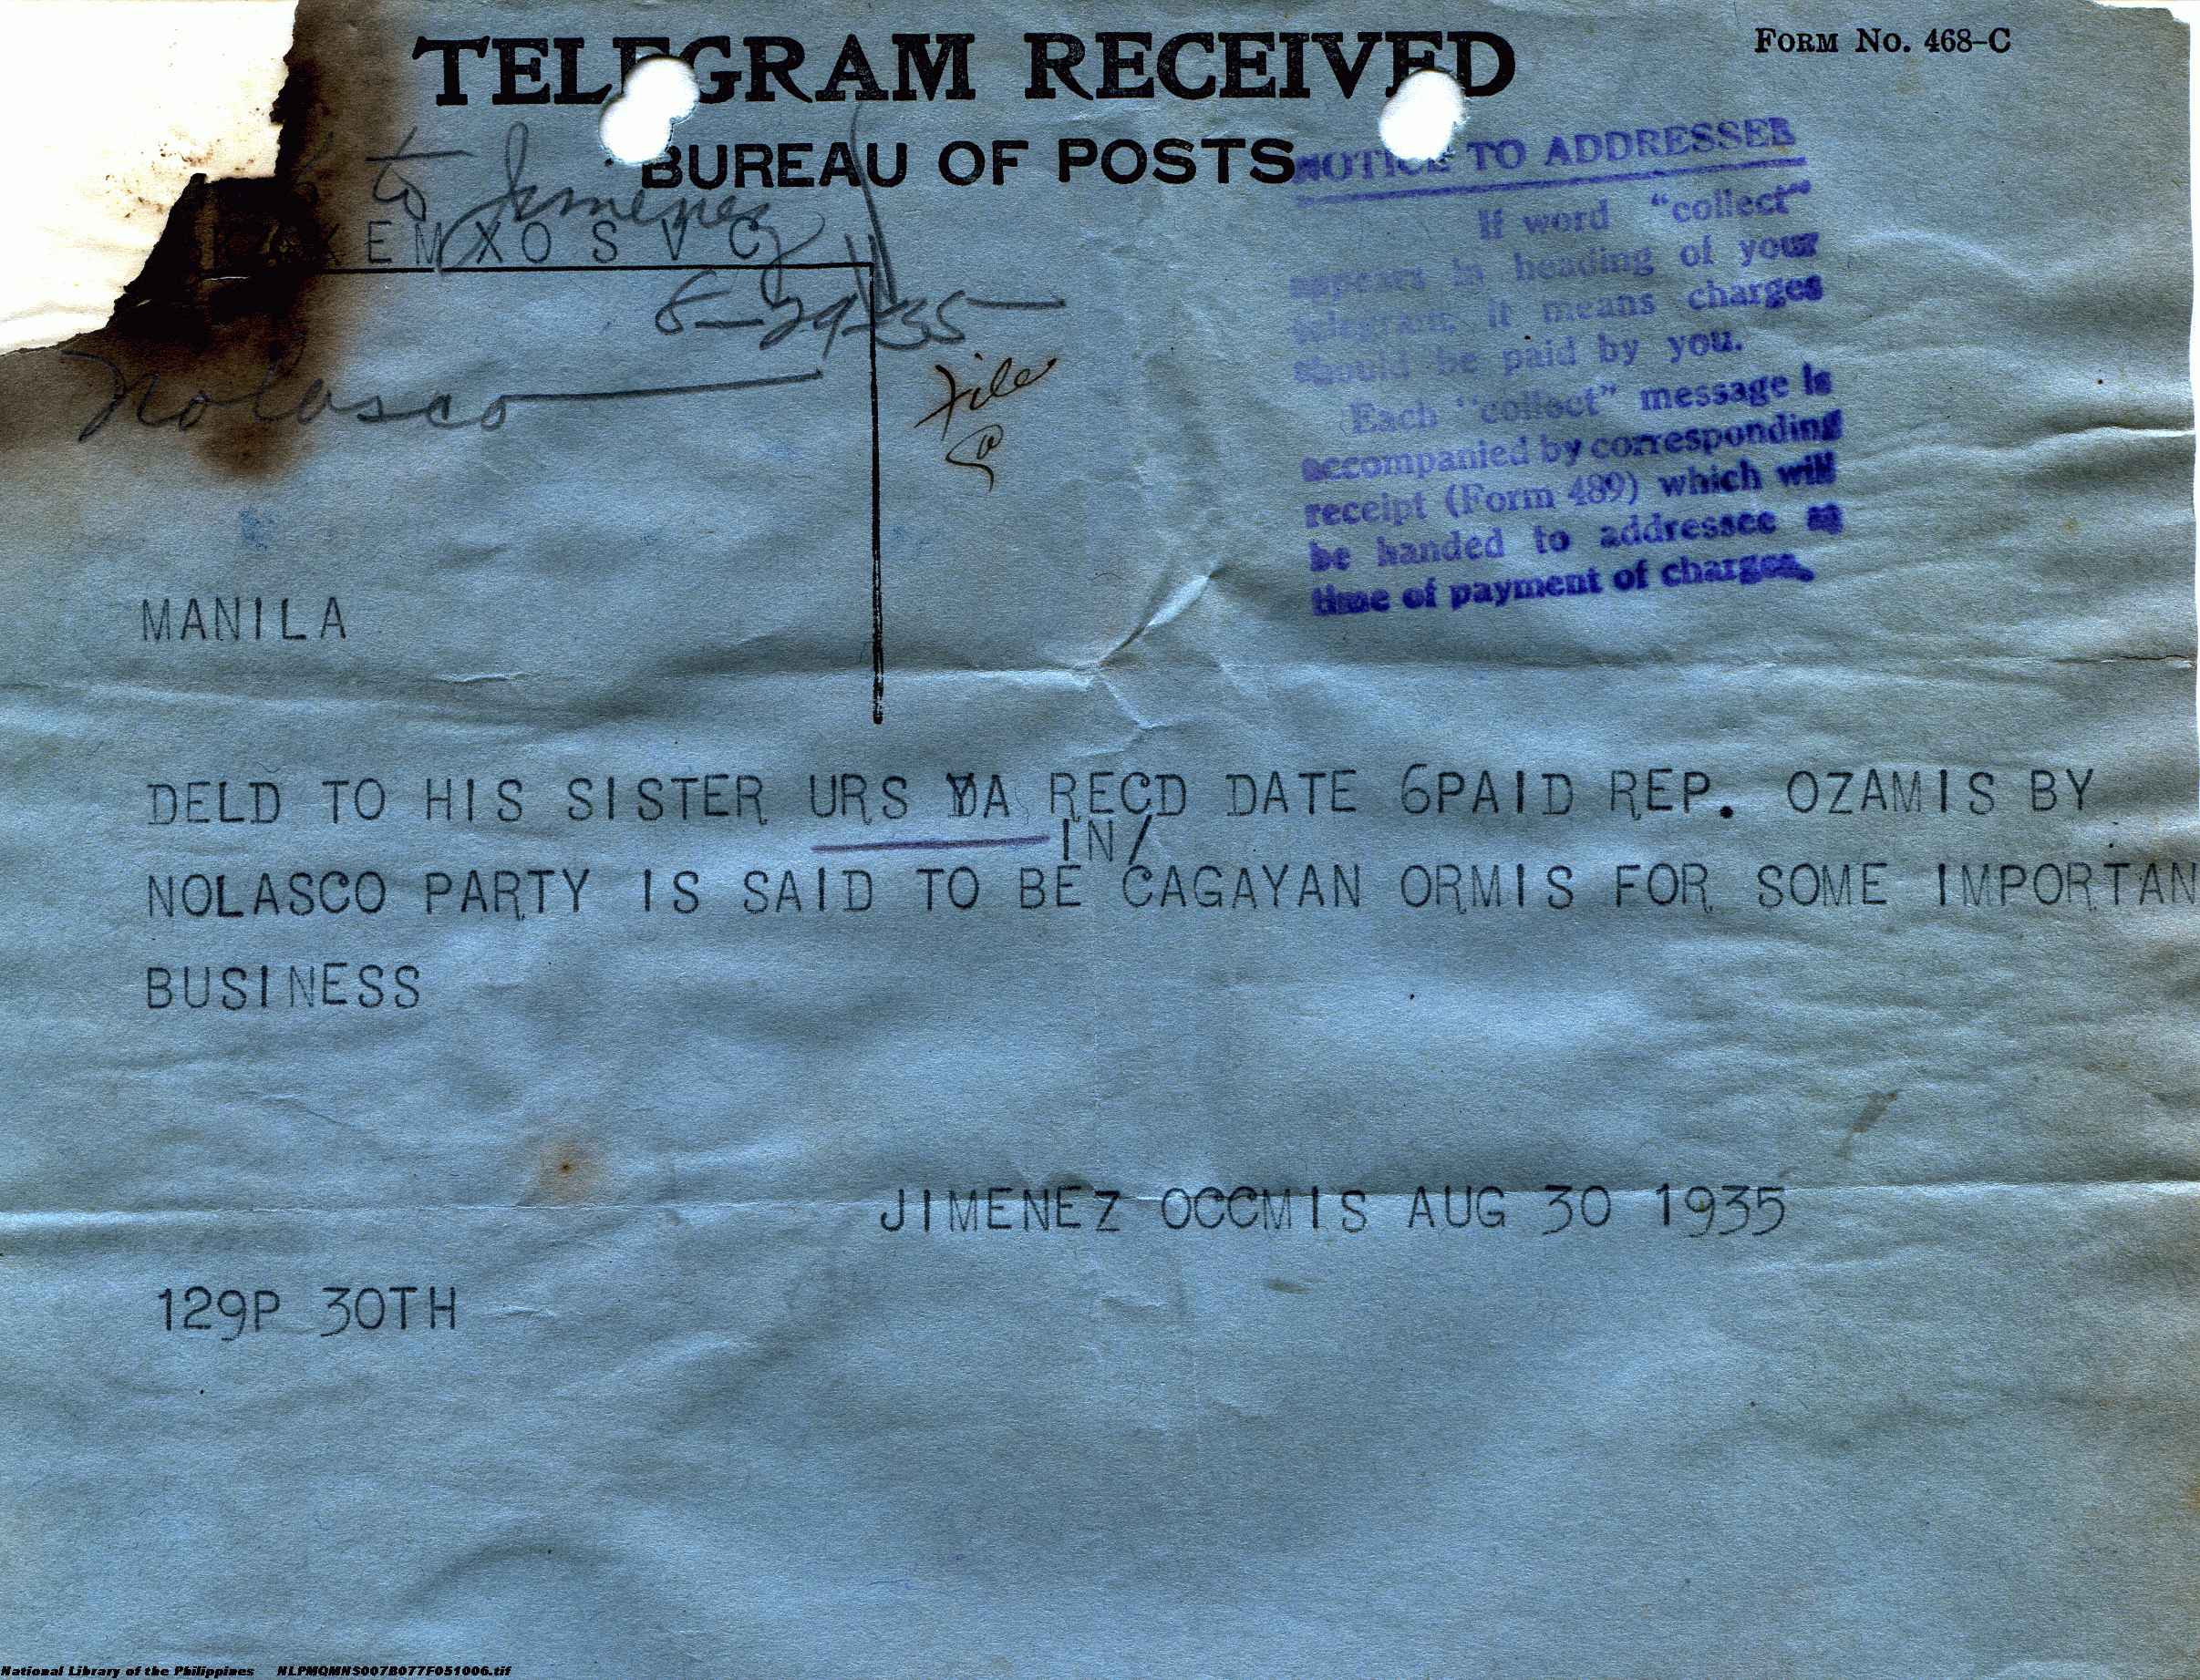 FORM No. 468-C
TELEGRAM RECEIVED
BUREAU OF POSTS
to Jimenez
EMXO S V C
8-29-35
Nolasco
file
NOTICE TO ADDRESSEE
If word "collect"
appears in heading of your
telegram, it means charges
should be paid by you.
Each "collect" message is
accompanied by corresponding
receipt (Form 489) which will
be handed to addressee at
time of payment of charges.
MANILA
DELD TO HIS SISTER URS DA RECD DATE 6PAID REP. OZAMIS BY
IN/
NOLASCO PARTY IS SAID TO BE CAGAYAN ORMIS FOR SOME IMPORTAN
BUSINESS
JIMENEZ OCCMIS AUG 30 1935
129P 30TH
National Library of the Philippines NLPMQMNS007B077F051006.tif